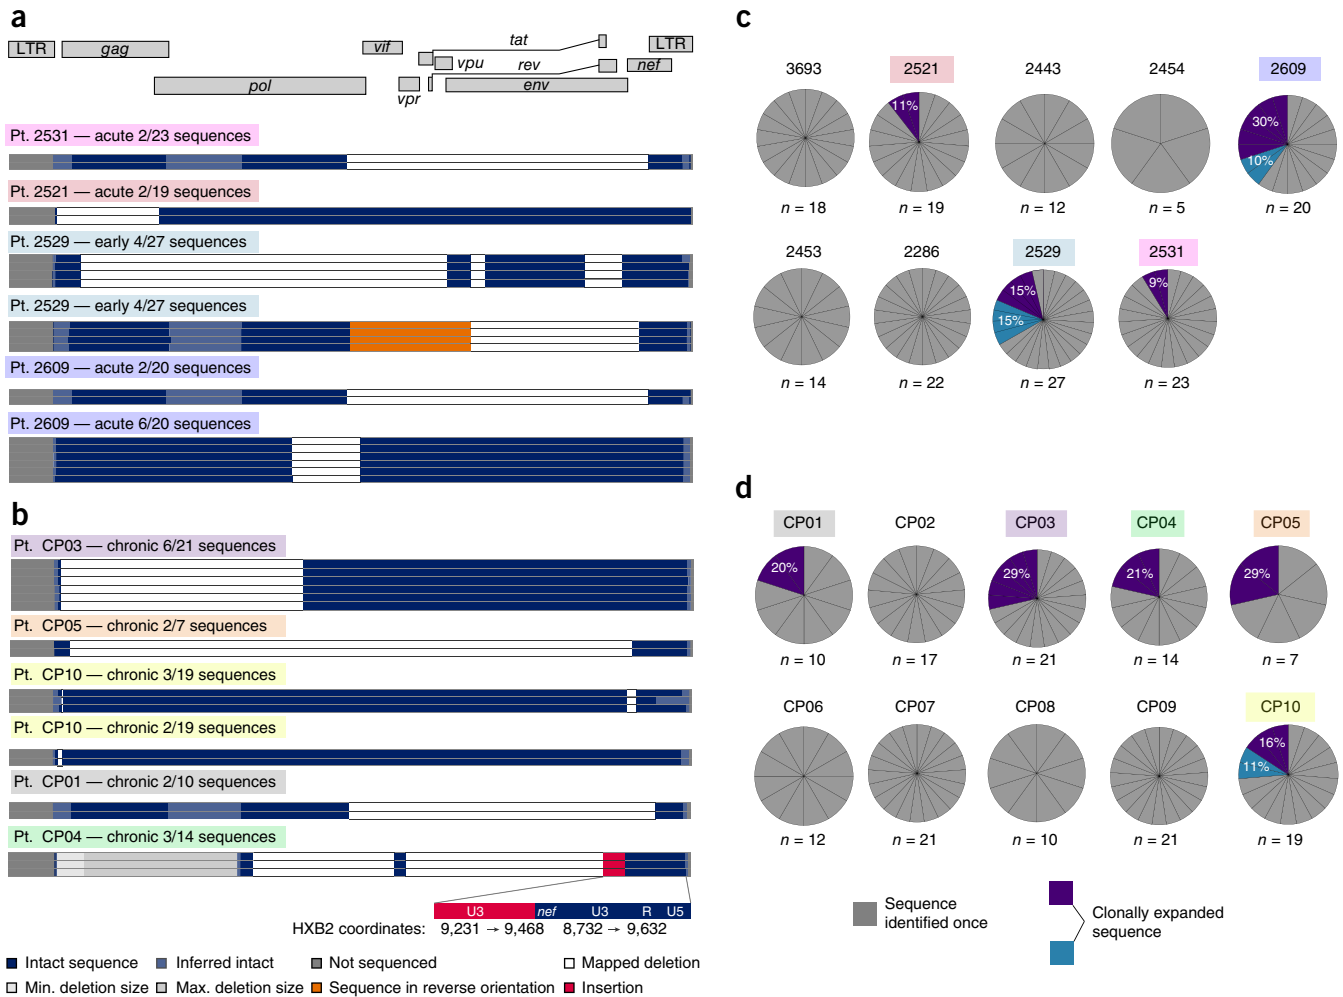 a
LTR
gag
vif
tat
LTR
vpu
rev
nef
pol
vpr
env
Pt. 2531 — acute 2/23 sequences
Pt. 2521 — acute 2/19 sequences
Pt. 2529 — early 4/27 sequences
Pt. 2529 — early 4/27 sequences
Pt. 2609 — acute 2/20 sequences
Pt. 2609 — acute 6/20 sequences
b
Pt. CP03 — chronic 6/21 sequences
Pt. CP05 — chronic 2/7 sequences
Pt. CP10 — chronic 3/19 sequences
Pt. CP10 — chronic 2/19 sequences
Pt. CP01 — chronic 2/10 sequences
Pt. CP04 — chronic 3/14 sequences
U3 nef U3 R U5
HXB2 coordinates: 9,231 → 9,468 8,732 → 9,632
Intact sequence Inferred intact Not sequenced Mapped deletion
Min. deletion size Max. deletion size Sequence in reverse orientation Insertion
c
3693 2521 2443 2454 2609
11%
30%
10%
n = 18 n = 19 n = 12 n = 5 n = 20
2453 2286 2529 2531
15%
15%
9%
n = 14 n = 22 n = 27 n = 23
d
CP01 CP02 CP03 CP04 CP05
20% 29% 21% 29%
n = 10 n = 17 n = 21 n = 14 n = 7
CP06 CP07 CP08 CP09 CP10
16%
11%
n = 12 n = 21 n = 10 n = 21 n = 19
Sequence
identified once
Clonally expanded
sequence